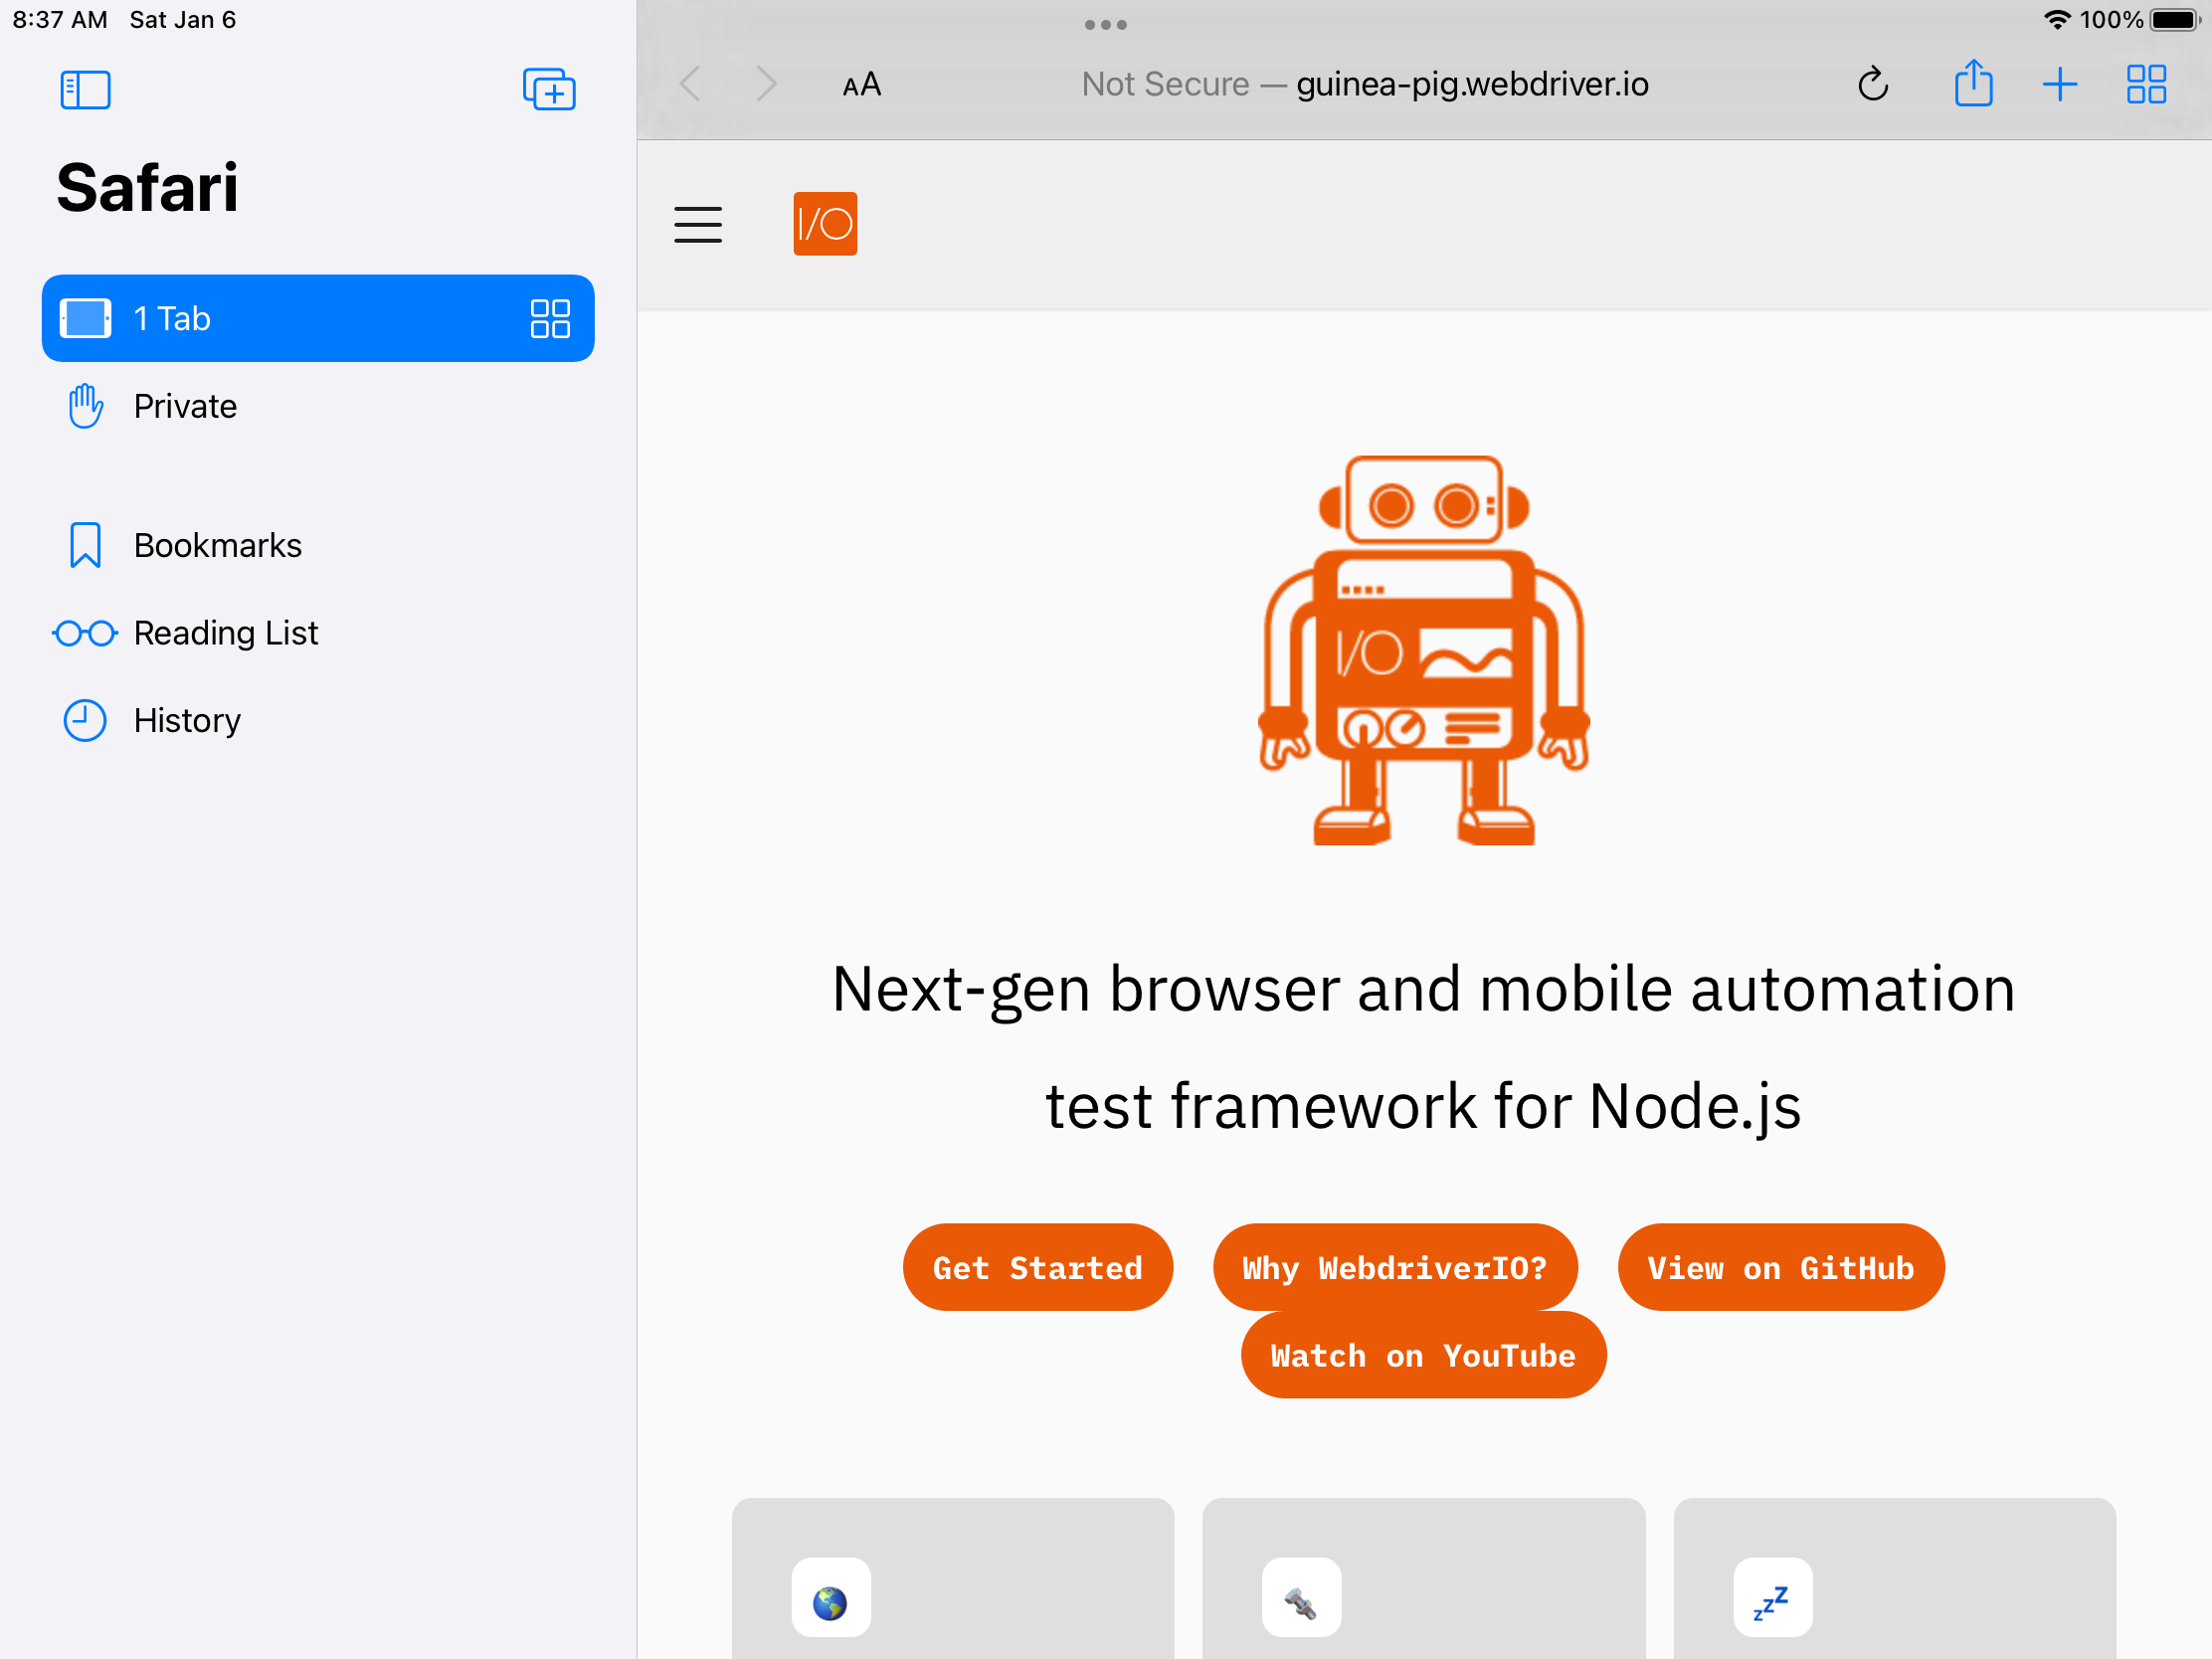 8:37 AM Sat Jan 6
100%
Safari
1 Tab
Private
Bookmarks
Reading List
History
AA
Not Secure — guinea-pig.webdriver.io
I/O
I/O
Next-gen browser and mobile automation
test framework for Node.js
Get Started
Why WebdriverIO?
View on GitHub
Watch on YouTube
zzZ